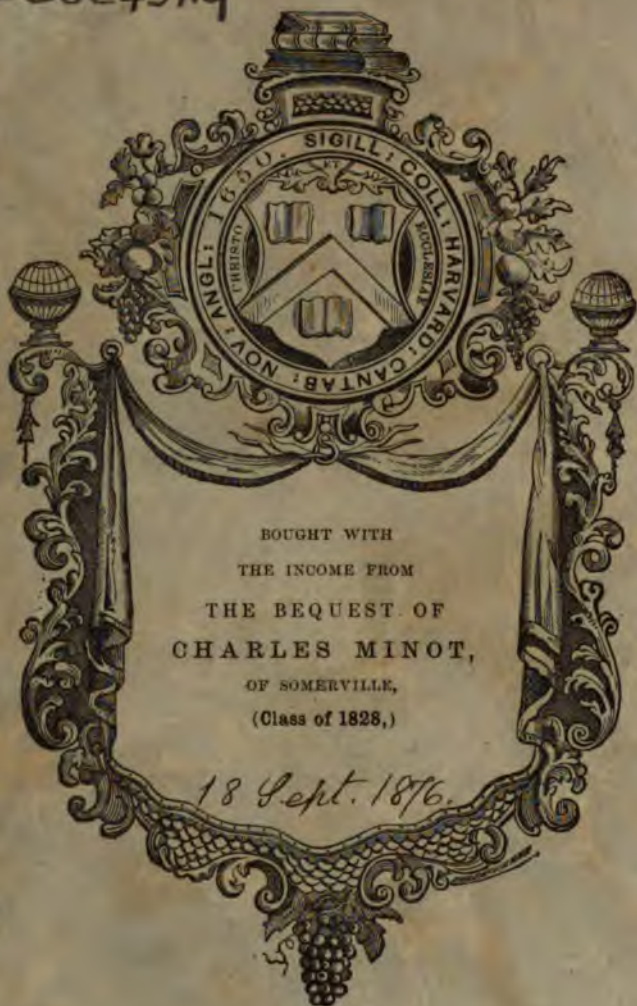 SIGILL: COLL: HARVARD: CANTAB: NOV: ANGL: 1650.
ET
CHRISTO
ECCLESIAE
BOUGHT WITH
THE INCOME FROM
THE BEQUEST OF
CHARLES MINOT,
OF SOMERVILLE,
(Class of 1828,)
18 Sept. 1876.